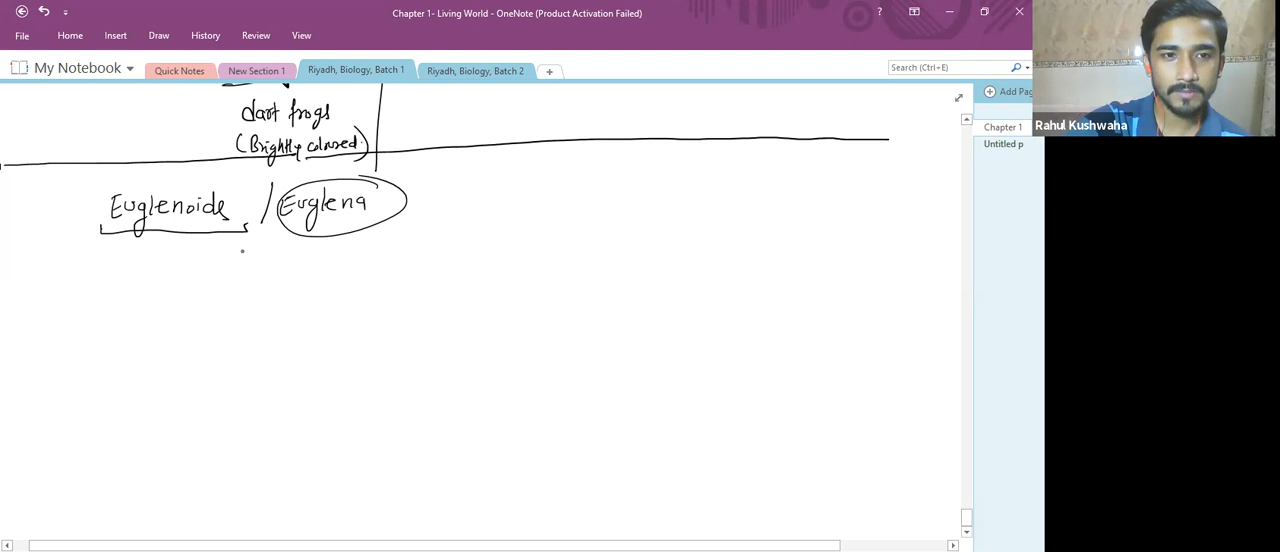 Chapter 1- Living World - OneNote (Product Activation Failed)
?
File Home Insert Draw History Review View
My Notebook Quick Notes New Section 1 Riyadh, Biology, Batch 1 Riyadh, Biology, Batch 2 +
Search (Ctrl+E)
Add Pag
Chapter 1
Untitled p
Rahul Kushwaha
dart frogs
(Brightly coloured)
Euglenoids / Euglena